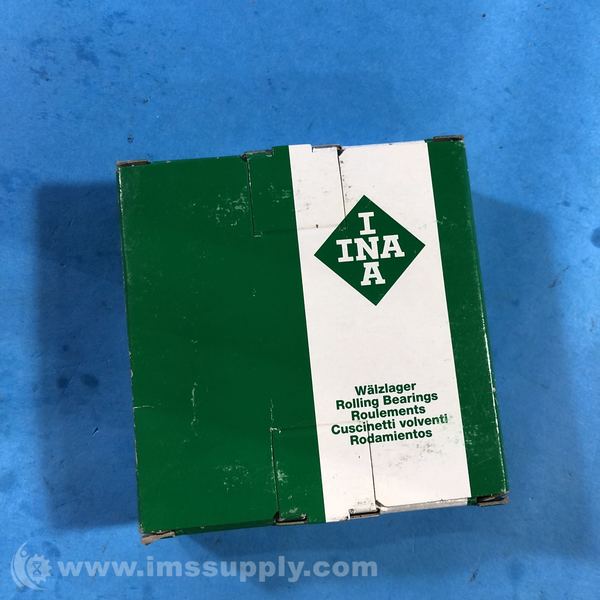 I
INA
A
Wälzlager
Rolling Bearings
Roulements
Cuscinetti volventi
Rodamientos
www.imssupply.com